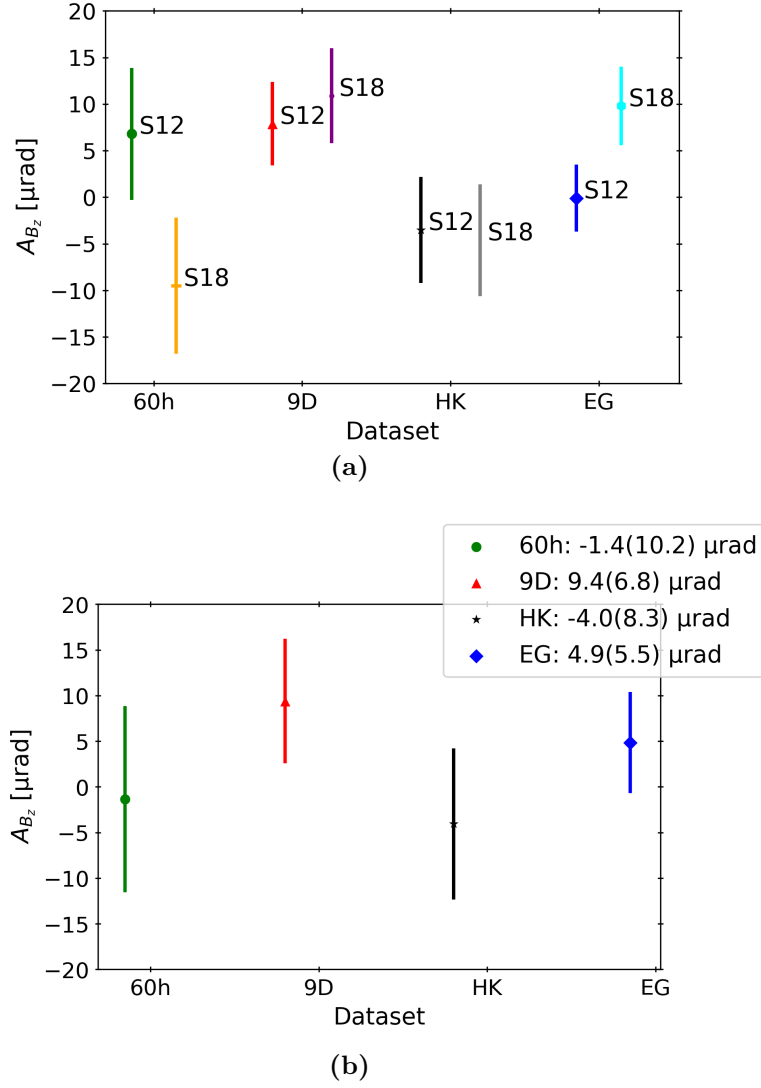 20
15
10
5
0
−5
−10
−15
−20
A_{B_z} [μrad]
S12
S18
S12
S18
S12
S18
S12
S18
60h 9D HK EG
Dataset
(a)
60h: -1.4(10.2) μrad
9D: 9.4(6.8) μrad
HK: -4.0(8.3) μrad
EG: 4.9(5.5) μrad
20
15
10
5
0
−5
−10
−15
−20
A_{B_z} [μrad]
60h 9D HK EG
Dataset
(b)